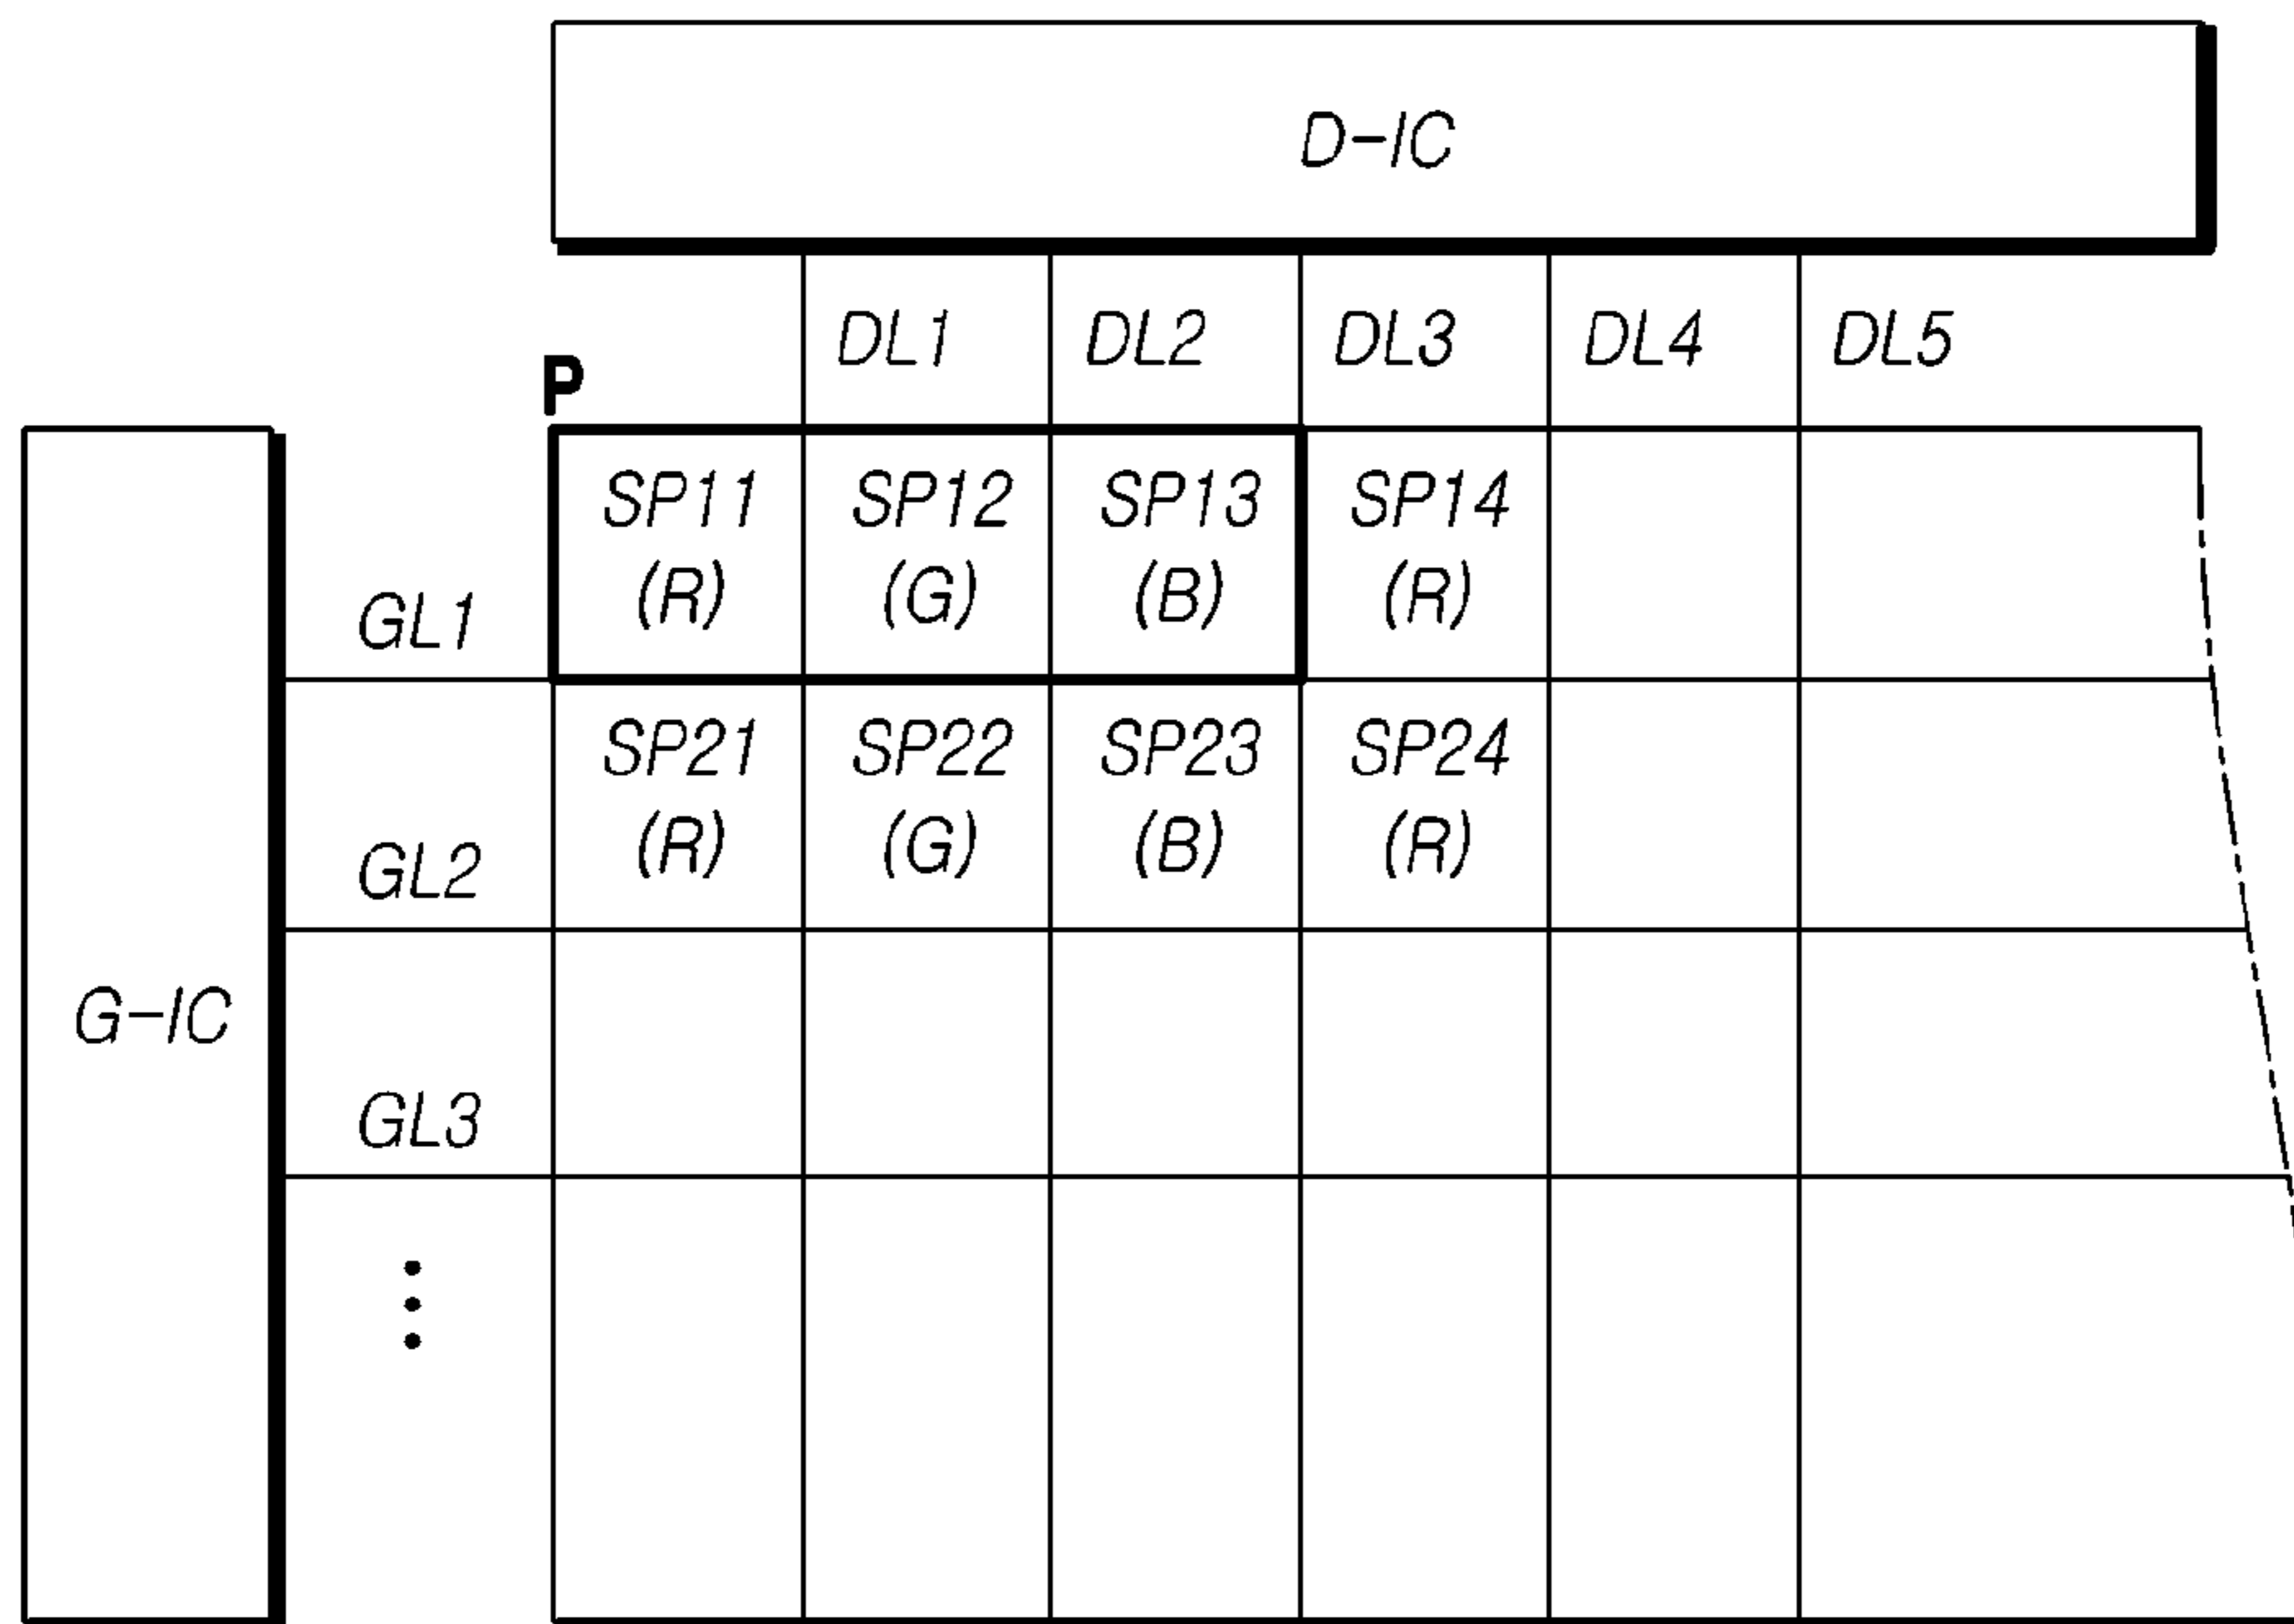 D-IC
DL1 DL2 DL3 DL4 DL5
P
SP11 SP12 SP13 SP14
(R) (G) (B) (R)
GL1
SP21 SP22 SP23 SP24
(R) (G) (B) (R)
GL2
G-IC
GL3